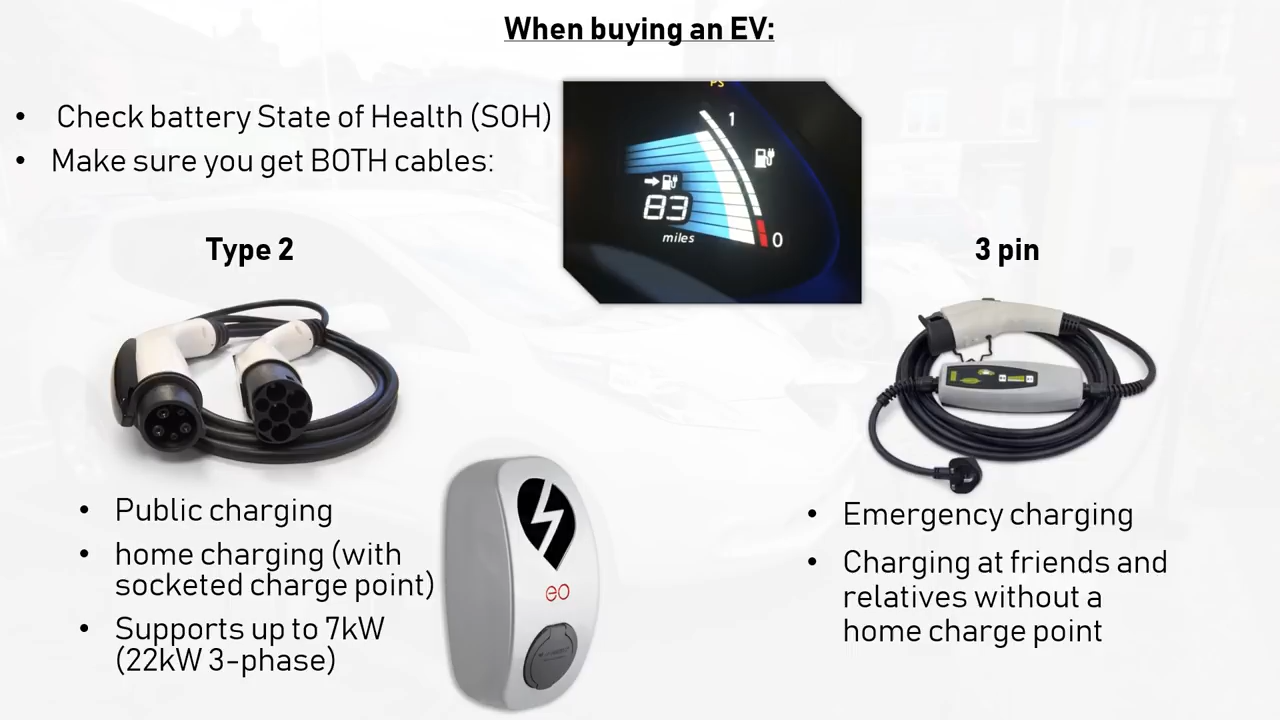 When buying an EV:
• Check battery State of Health (SOH)
• Make sure you get BOTH cables:
PS
1
83
miles
0
Type 2
3 pin
• Public charging
• home charging (with
socketed charge point)
• Supports up to 7kW
(22kW 3-phase)
eo
• Emergency charging
• Charging at friends and
relatives without a
home charge point